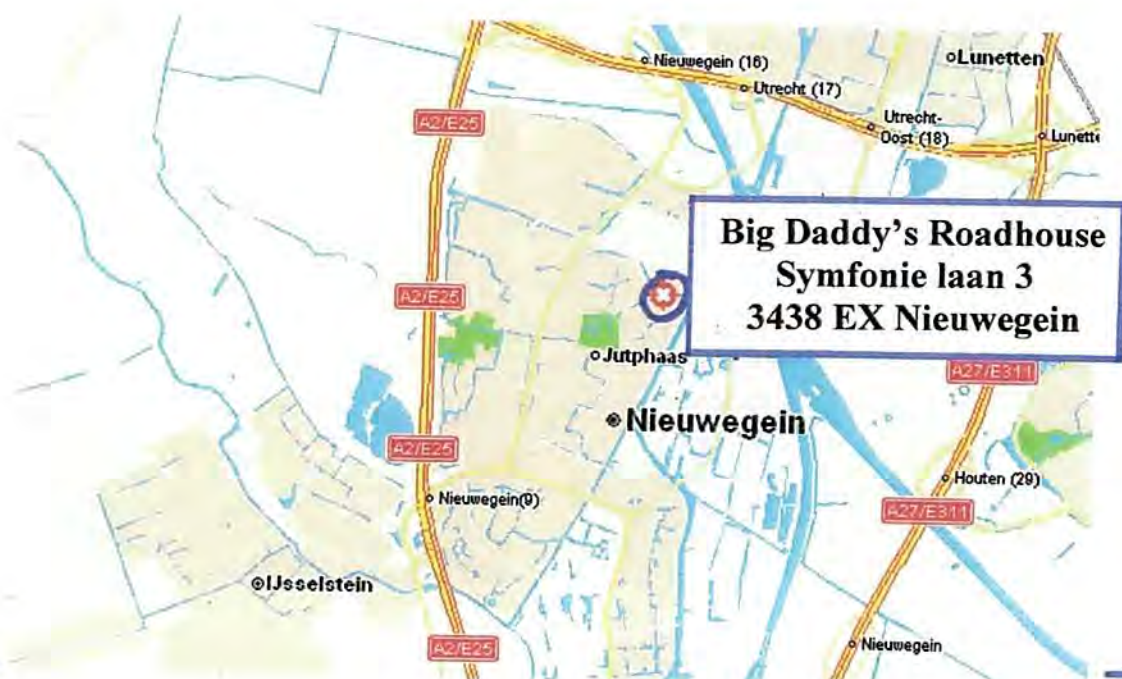 Nieuwegein (16)
Lunetten
Utrecht (17)
A2/E25
Utrecht-
Oost (18)
Lunette
Big Daddy's Roadhouse
Symfonie laan 3
3438 EX Nieuwegein
A2/E25
Jutphaas
A27/E311
Nieuwegein
A2/E25
Houten (29)
Nieuwegein(9)
A27/E311
IJsselstein
A2/E25
Nieuwegein